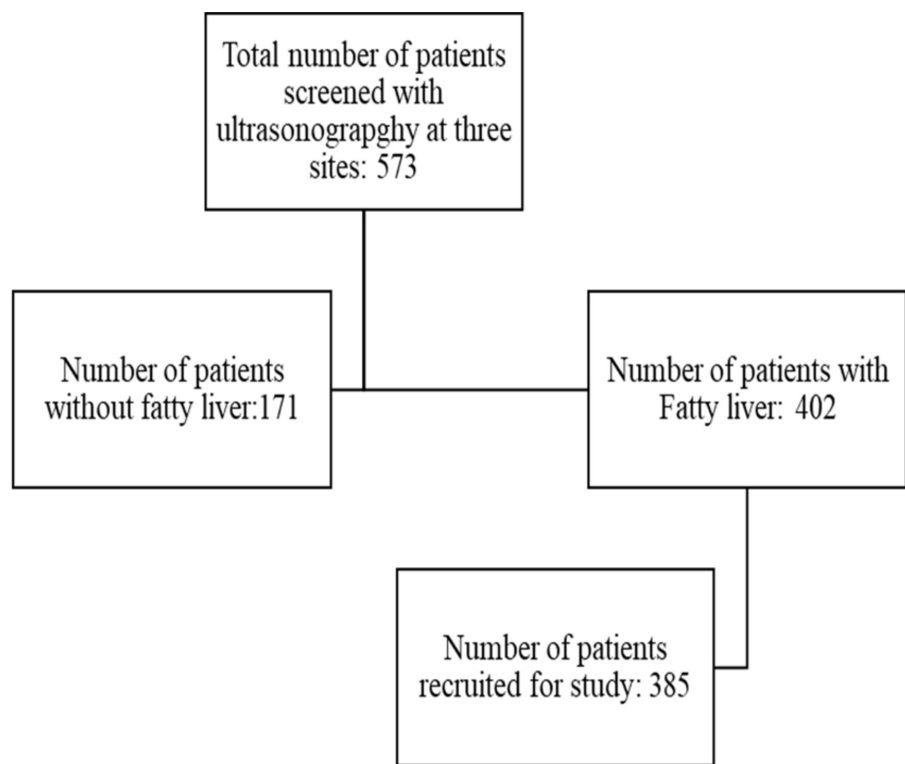 Total number of patients
screened with
ultrasonograpghy at three
sites: 573
Number of patients
without fatty liver:171
Number of patients with
Fatty liver: 402
Number of patients
recruited for study: 385